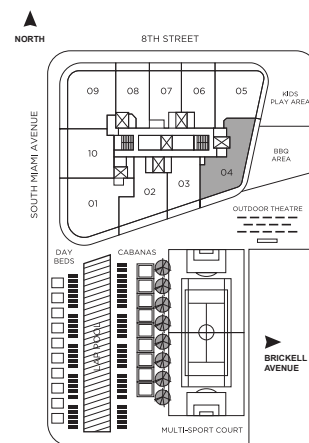 NORTH
8TH STREET
SOUTH MIAMI AVENUE
09
08
07
06
05
KIDS
PLAY AREA
10
BBQ
AREA
04
03
02
01
OUTDOOR THEATRE
DAY
BEDS
CABANAS
LAP POOL
BRICKELL
AVENUE
MULTI-SPORT COURT